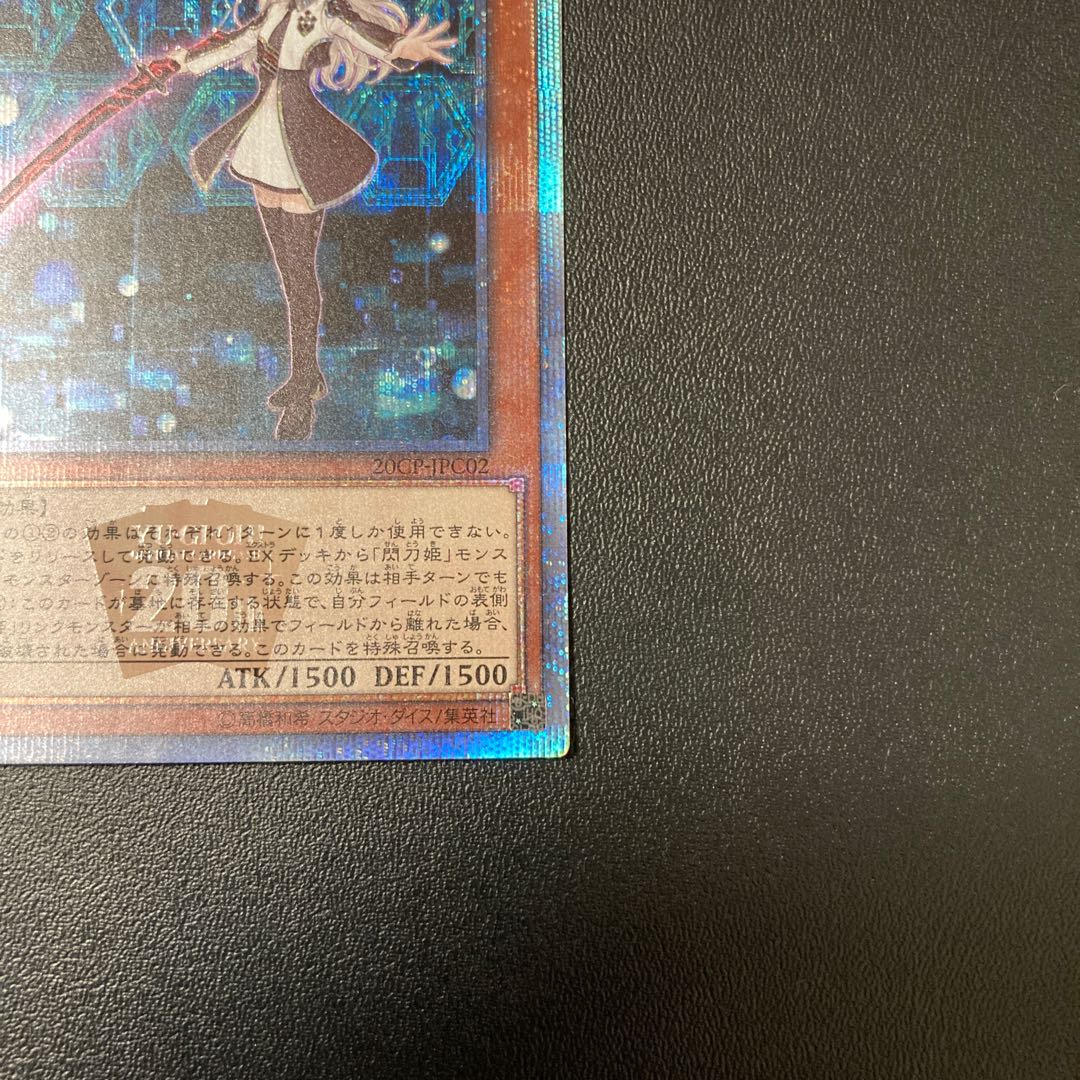 20CP-JPC02
効果】
の①②の効果はそれぞれ1ターンに1度しか使用できない。
をリリースして発動できる。EXデッキから「閃刀姫」モンス
モンスターゾーンに特殊召喚する。この効果は相手ターンでも
:このカードが墓地に存在する状態で、自分フィールドの表側
リンクモンスターが相手の効果でフィールドから離れた場合、
破壊された場合に発動できる。このカードを特殊召喚する。
YU-GI-OH!
20th
ANNIVERSARY
ATK/1500 DEF/1500
©高橋和希 スタジオ・ダイス/集英社